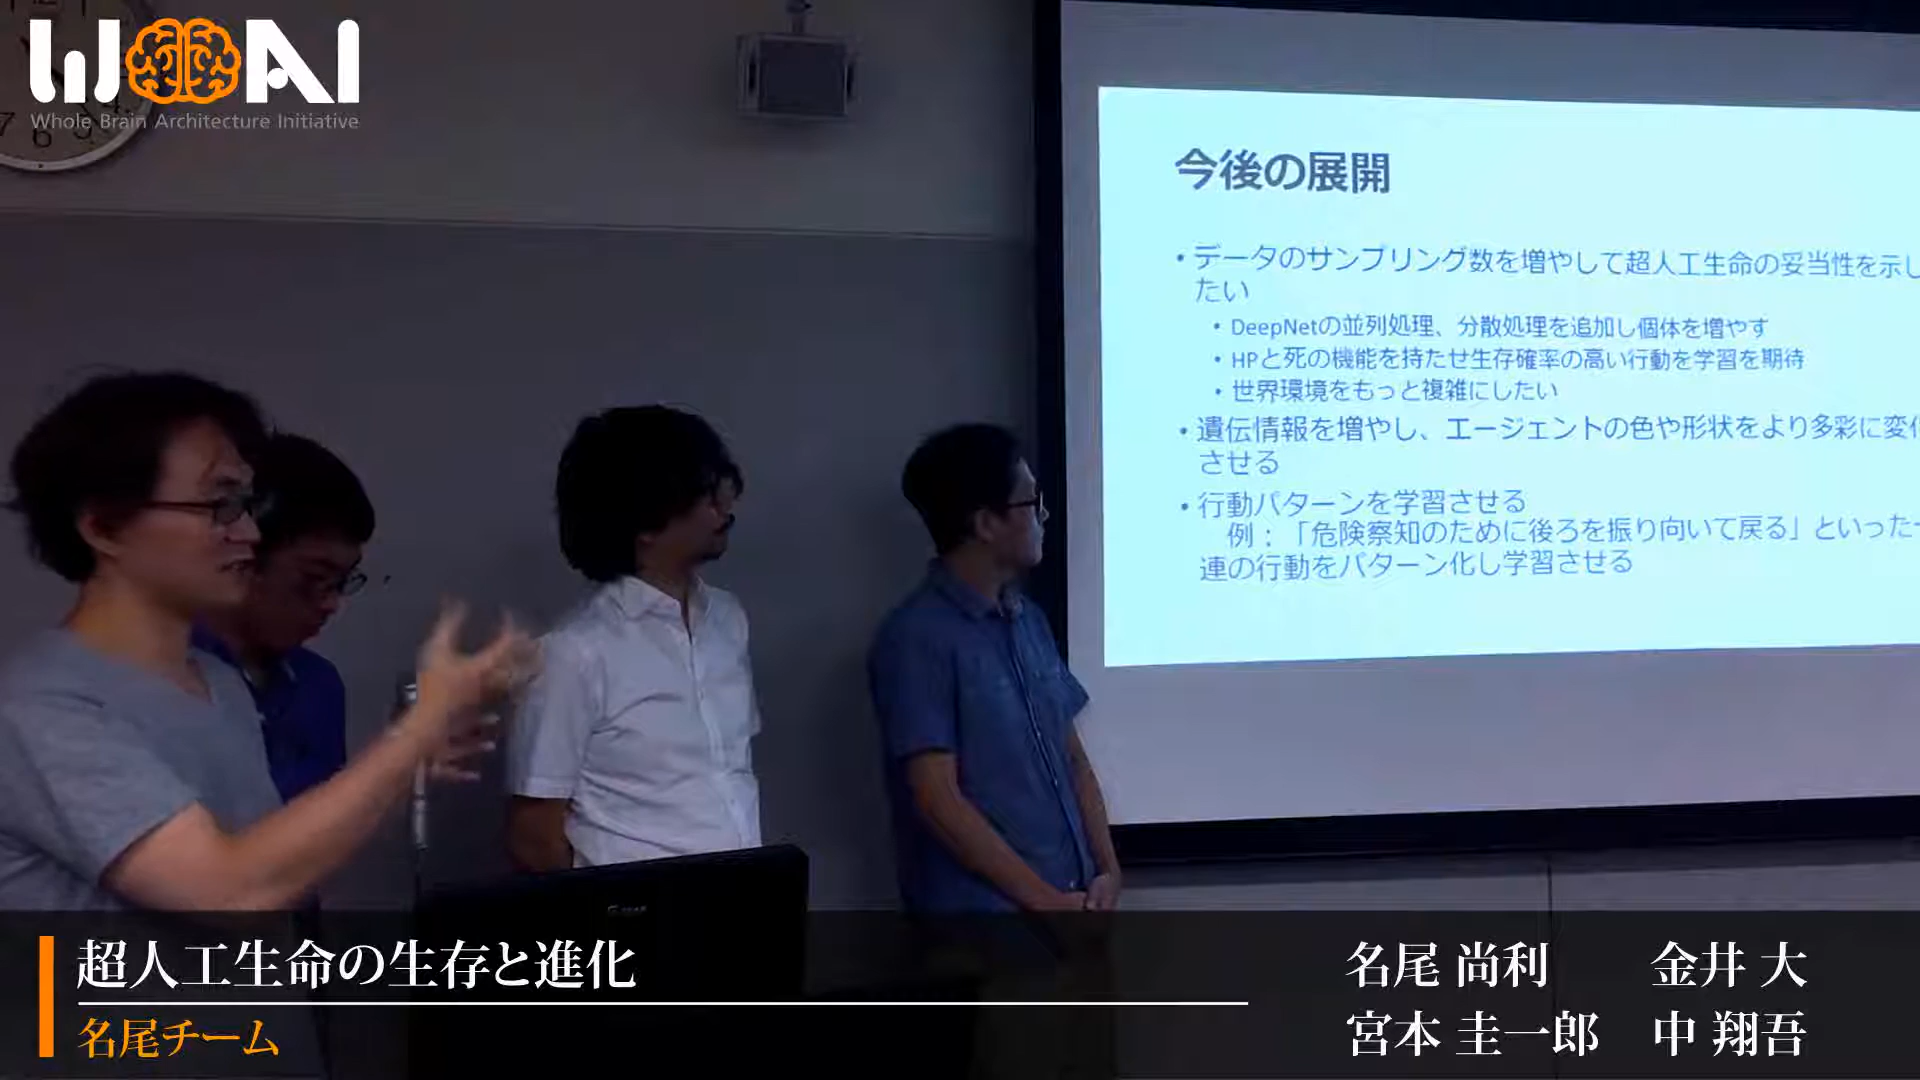 WBAI
Whole Brain Architecture Initiative
今後の展開
・データのサンプリング数を増やして超人工生命の妥当性を示し
たい
・DeepNetの並列処理、分散処理を追加し個体を増やす
・HPと死の機能を持たせ生存確率の高い行動を学習を期待
・世界環境をもっと複雑にしたい
・遺伝情報を増やし、エージェントの色や形状をより多彩に変化
させる
・行動パターンを学習させる
例：「危険察知のために後ろを振り向いて戻る」といった一
連の行動をパターン化し学習させる
超人工生命の生存と進化
名尾チーム
名尾 尚利 金井 大
宮本 圭一郎 中 翔吾